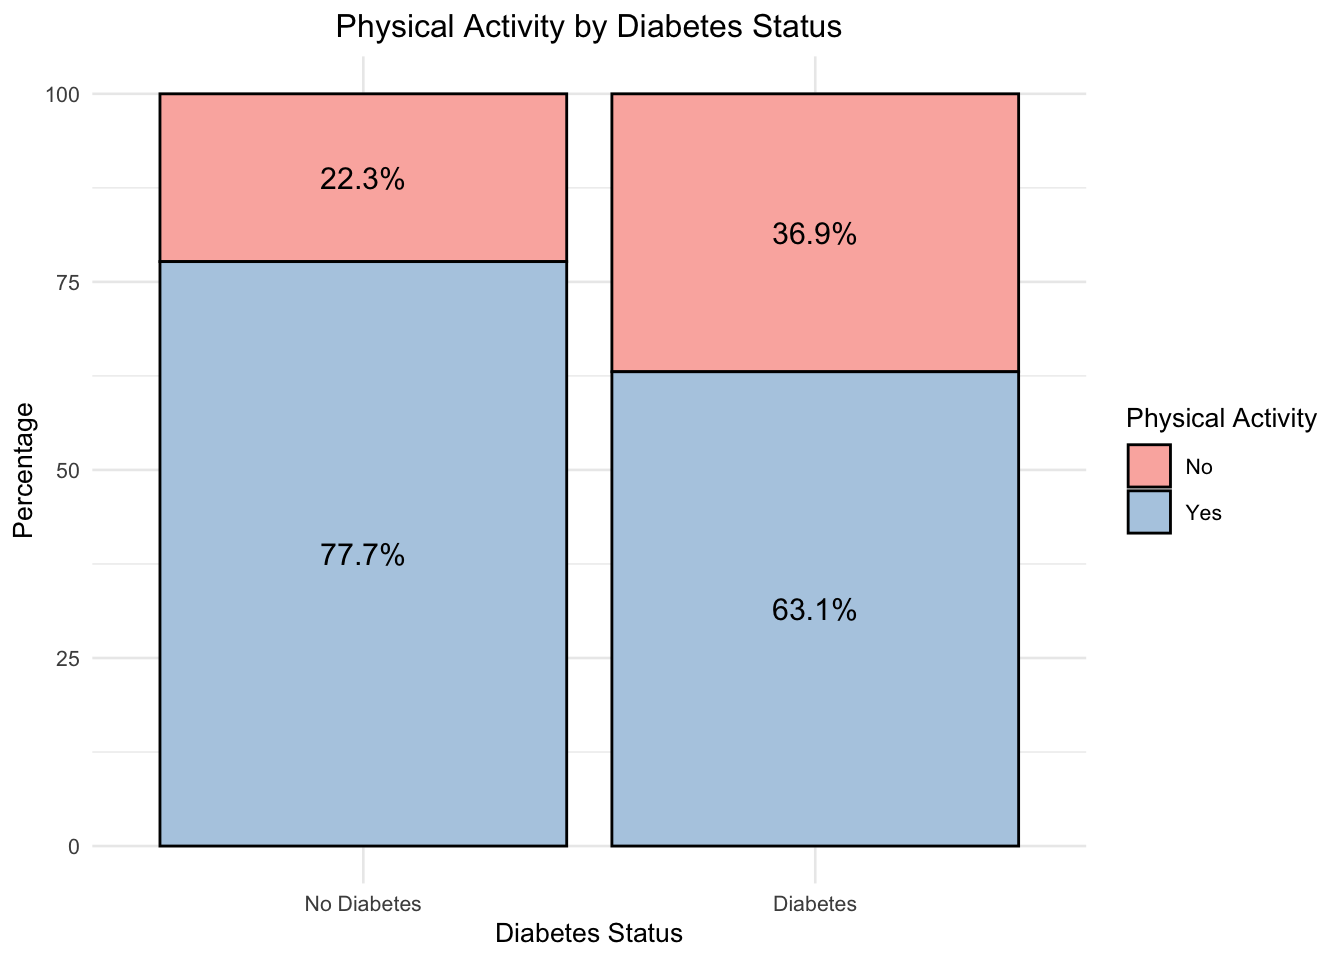 Physical Activity by Diabetes Status
Percentage
100
75
50
25
0
22.3%
77.7%
36.9%
63.1%
No Diabetes
Diabetes
Diabetes Status
Physical Activity
No
Yes